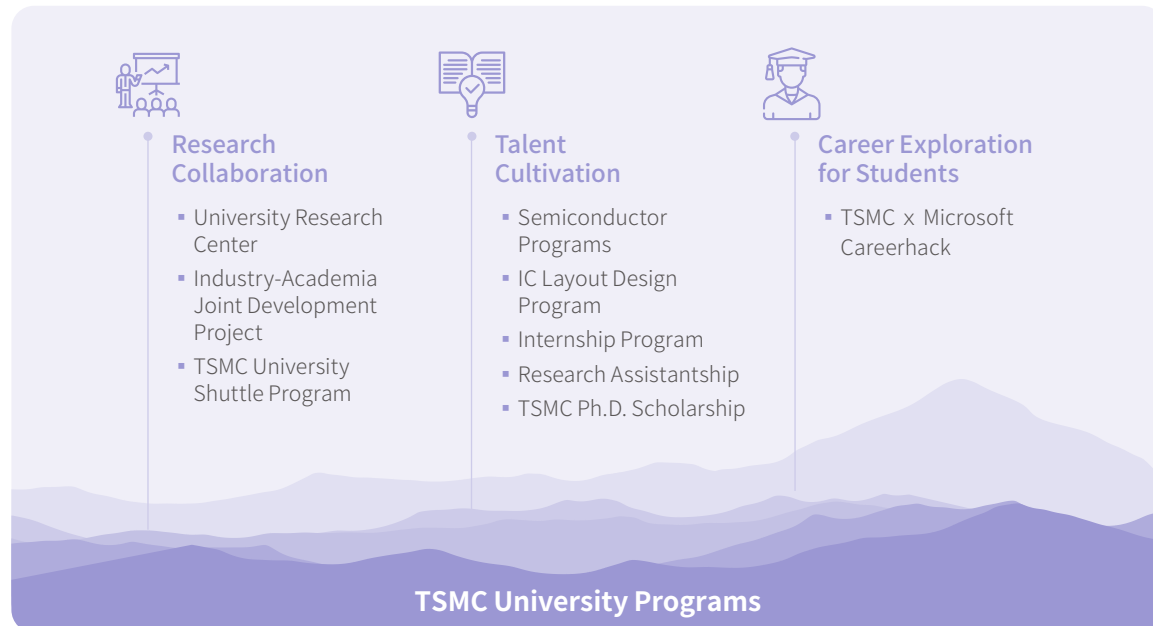 Research
Collaboration
▪ University Research
Center
▪ Industry-Academia
Joint Development
Project
▪ TSMC University
Shuttle Program
Talent
Cultivation
▪ Semiconductor
Programs
▪ IC Layout Design
Program
▪ Internship Program
▪ Research Assistantship
▪ TSMC Ph.D. Scholarship
Career Exploration
for Students
▪ TSMC x Microsoft
Careerhack
TSMC University Programs